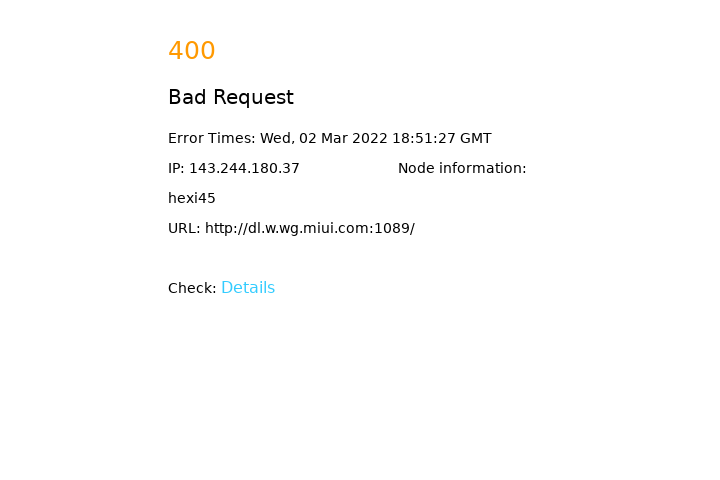 400
Bad Request
Error Times: Wed, 02 Mar 2022 18:51:27 GMT
IP: 143.244.180.37 Node information:
hexi45
URL: http://dl.w.wg.miui.com:1089/
Check: Details